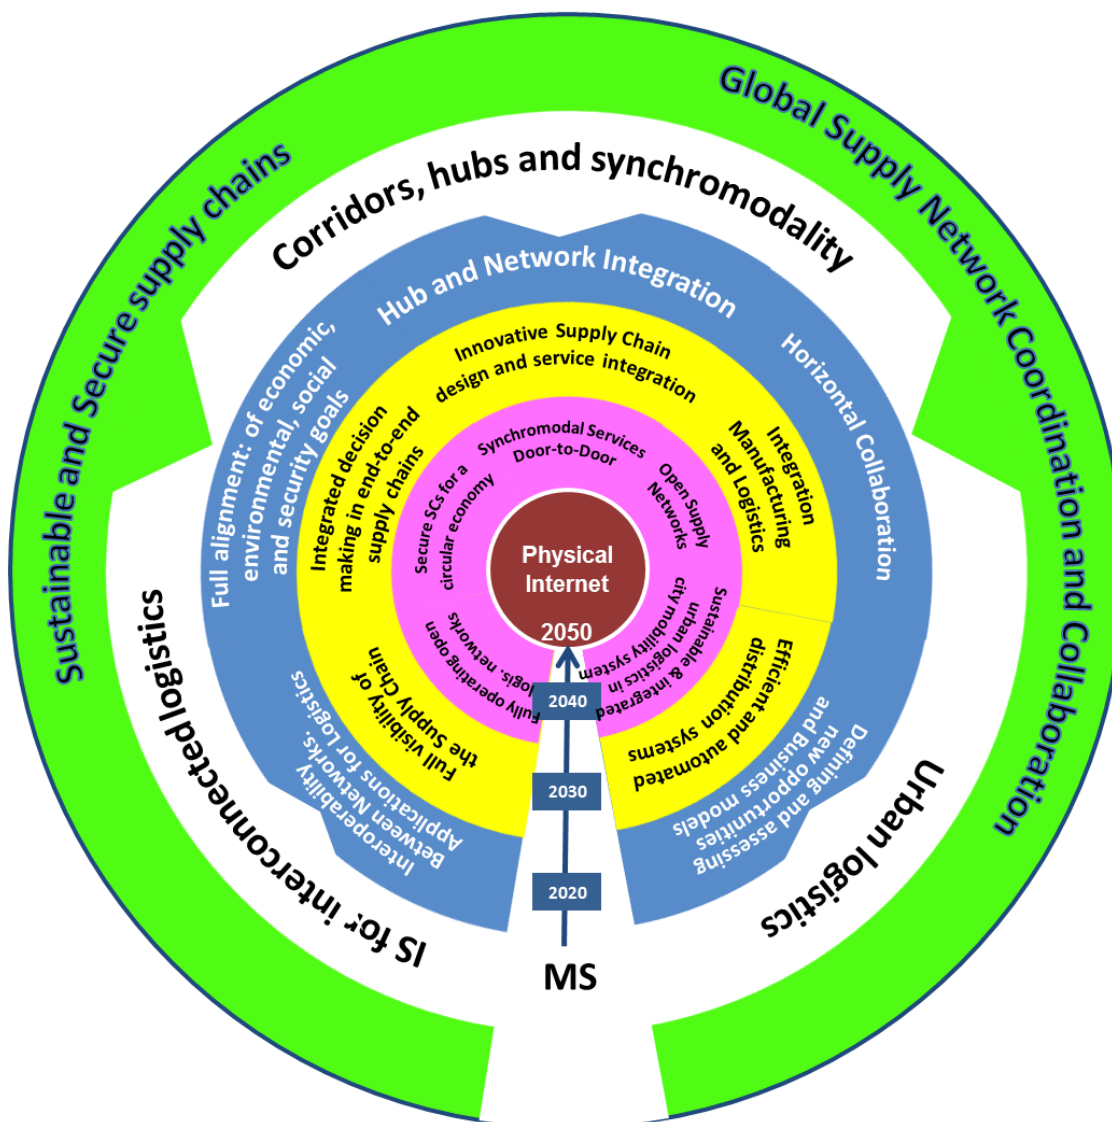 Global Supply Network Coordination and Collaboration
Sustainable and Secure supply chains
Corridors, hubs and synchromodality
IS for interconnected logistics
Urban logistics
Hub and Network Integration
Full alignment: of economic,
environmental, social
and security goals
Horizontal Collaboration
Interoperability
Between Networks.
Applications for Logistics
Defining and assessing
new opportunities
and Business models
Innovative Supply Chain
design and service integration
Integrated decision
making in end-to-end
supply chains
Integration
Manufacturing
and Logistics
Full visibility of
the Supply Chain
Efficient and automated
distribution systems
Synchromodal Services
Door-to-Door
Secure SCs for a
circular economy
Open Supply
Networks
Fully operating open
logis. networks
Sustainable & integrated
urban logistics in
city mobility system
Physical
Internet
2050
2040
2030
2020
MS